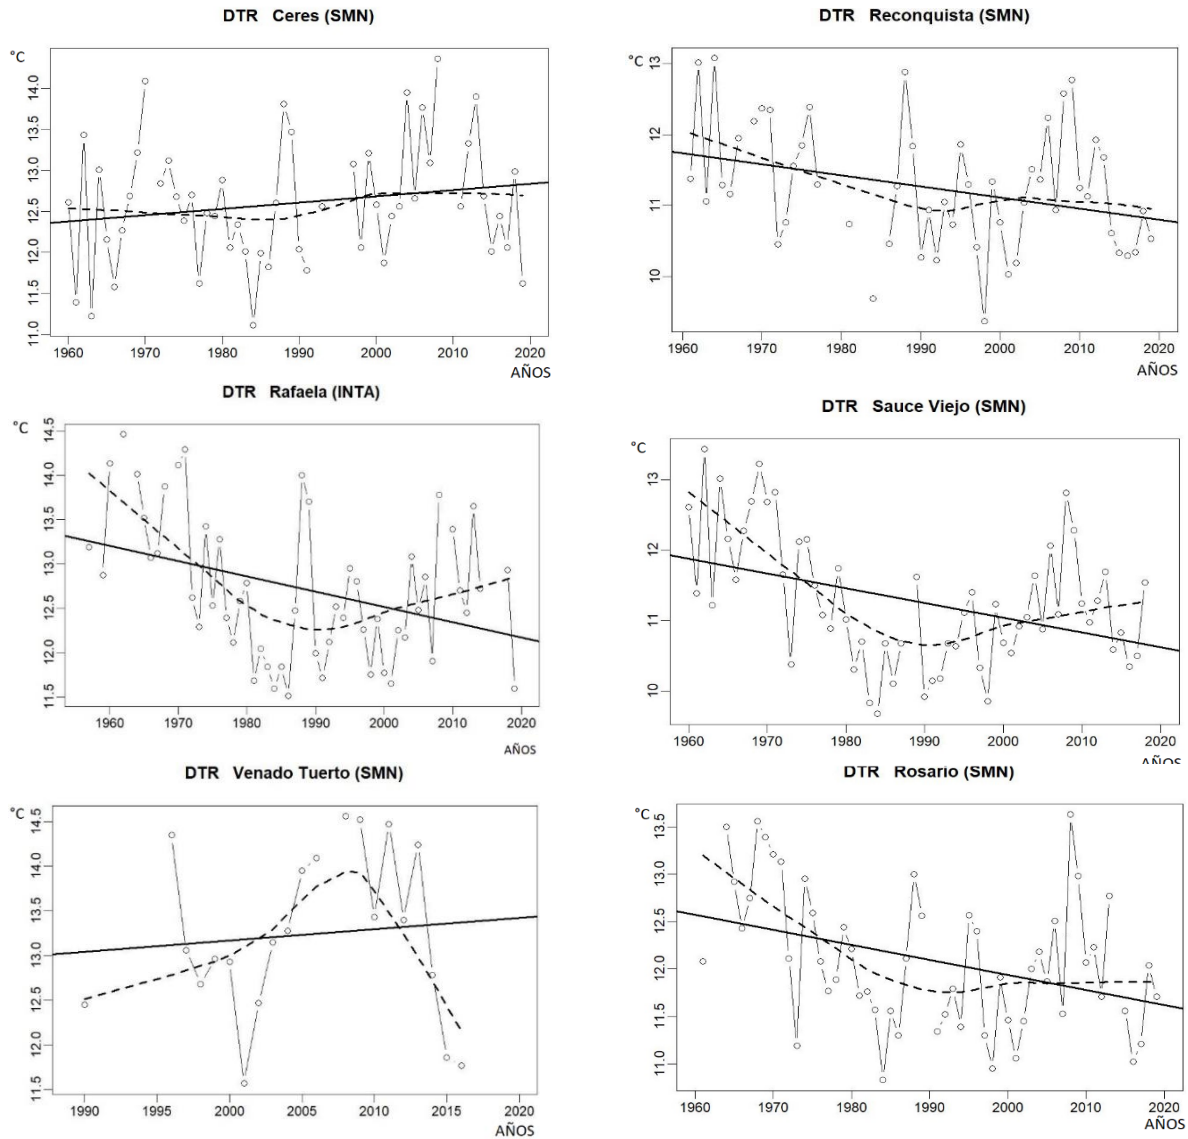 DTR Ceres (SMN)
°C
14.0
13.5
13.0
12.5
12.0
11.5
11.0
1960 1970 1980 1990 2000 2010 2020
AÑOS
DTR Reconquista (SMN)
°C
13
12
11
10
1960 1970 1980 1990 2000 2010 2020
AÑOS
DTR Rafaela (INTA)
°C
14.5
14.0
13.5
13.0
12.5
12.0
11.5
1960 1970 1980 1990 2000 2010 2020
AÑOS
DTR Sauce Viejo (SMN)
°C
13
12
11
10
1960 1970 1980 1990 2000 2010 2020
AÑOS
DTR Venado Tuerto (SMN)
°C
14.5
14.0
13.5
13.0
12.5
12.0
11.5
1990 1995 2000 2005 2010 2015 2020
AÑOS
DTR Rosario (SMN)
°C
13.5
13.0
12.5
12.0
11.5
11.0
1960 1970 1980 1990 2000 2010 2020
AÑOS